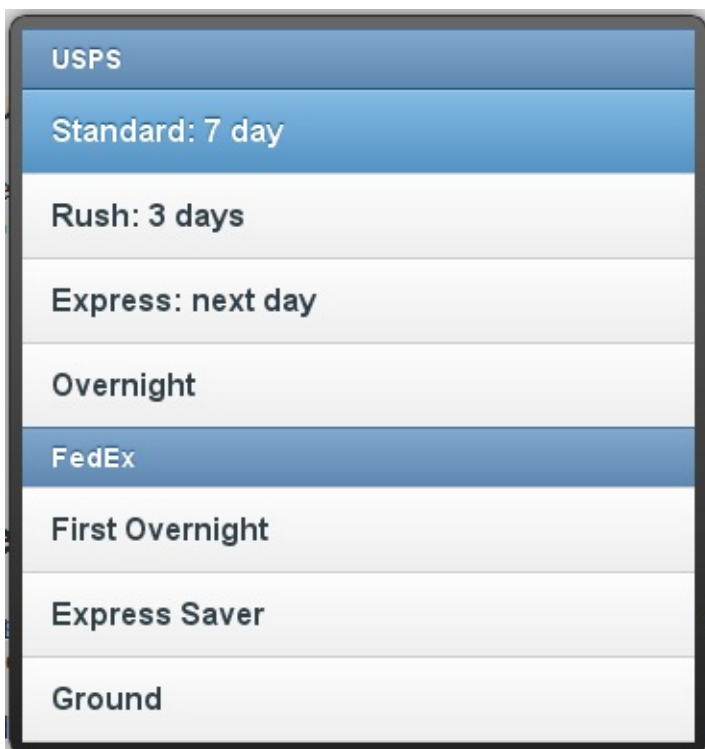 USPS
Standard: 7 day
Rush: 3 days
Express: next day
Overnight
FedEx
First Overnight
Express Saver
Ground